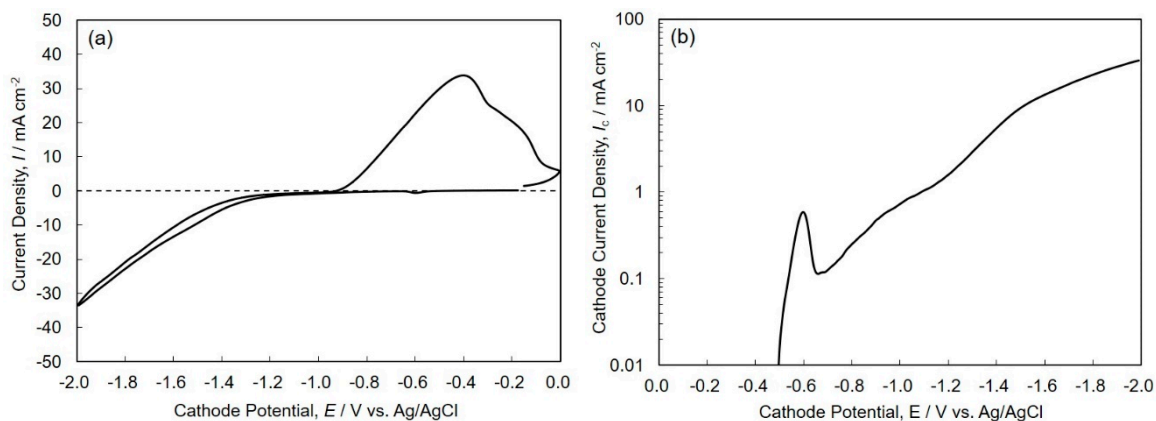 (a)
50
40
30
20
10
0
-10
-20
-30
-40
-50
Current Density, I / mA cm⁻²
-2.0 -1.8 -1.6 -1.4 -1.2 -1.0 -0.8 -0.6 -0.4 -0.2 0.0
Cathode Potential, E / V vs. Ag/AgCl
(b)
100
10
1
0.1
0.01
Cathode Current Density, Ic / mA cm⁻²
0.0 -0.2 -0.4 -0.6 -0.8 -1.0 -1.2 -1.4 -1.6 -1.8 -2.0
Cathode Potential, E / V vs. Ag/AgCl